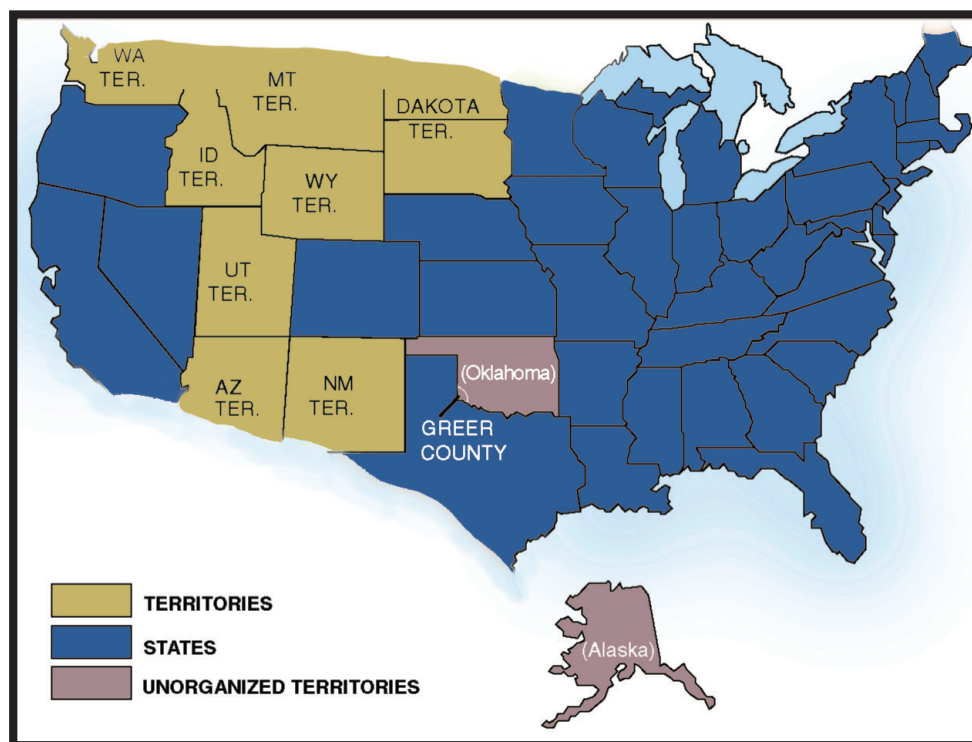 WA
TER.
MT
TER.
DAKOTA
TER.
ID
TER.
WY
TER.
UT
TER.
AZ
TER.
NM
TER.
(Oklahoma)
GREER
COUNTY
TERRITORIES
STATES
UNORGANIZED TERRITORIES
(Alaska)